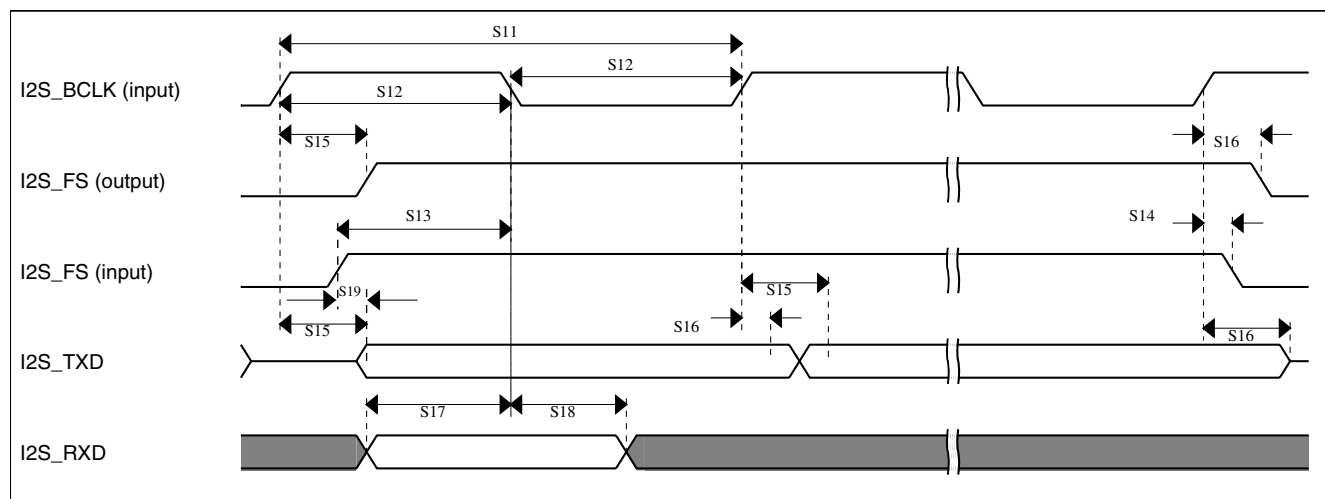 S11
I2S_BCLK (input)
S12
S12
S15
S16
I2S_FS (output)
S13
S14
I2S_FS (input)
S19
S15
S15
S16
S16
I2S_TXD
S17
S18
I2S_RXD